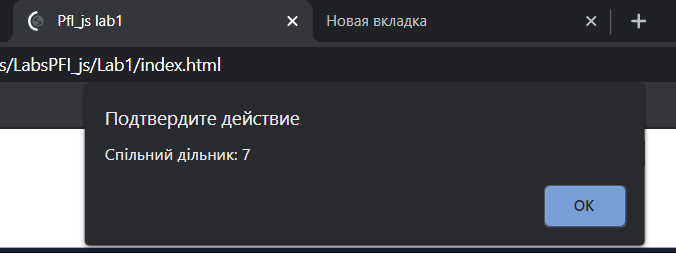 Pfl_js lab1
Новая вкладка
s/LabsPFl_js/Lab1/index.html
Подтвердите действие
Спільний дільник: 7
OK